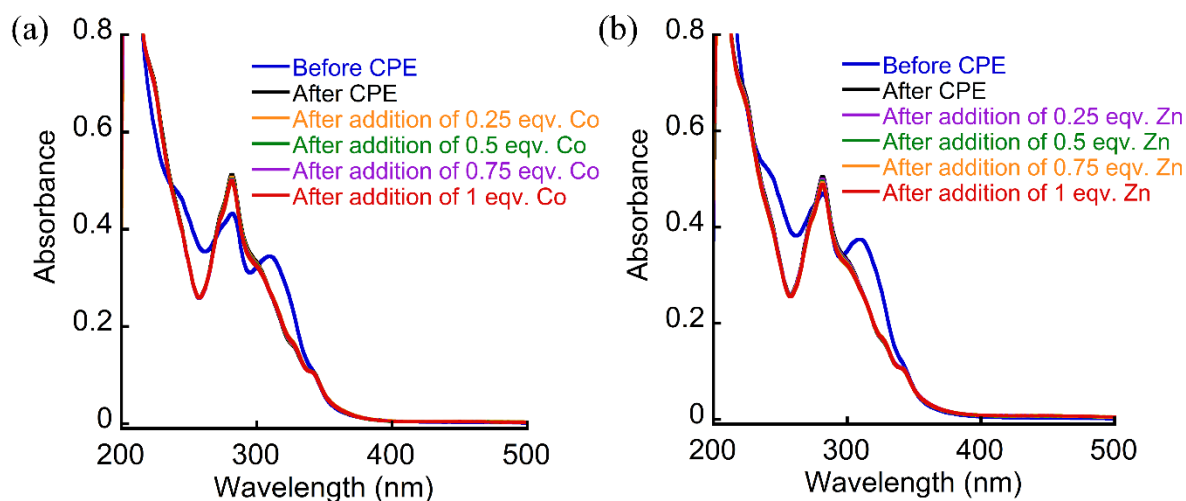 (a)
0.8
0.6
0.4
0.2
0
Absorbance
Before CPE
After CPE
After addition of 0.25 eqv. Co
After addition of 0.5 eqv. Co
After addition of 0.75 eqv. Co
After addition of 1 eqv. Co
200 300 400 500
Wavelength (nm)
(b)
0.8
0.6
0.4
0.2
0
Absorbance
Before CPE
After CPE
After addition of 0.25 eqv. Zn
After addition of 0.5 eqv. Zn
After addition of 0.75 eqv. Zn
After addition of 1 eqv. Zn
200 300 400 500
Wavelength (nm)